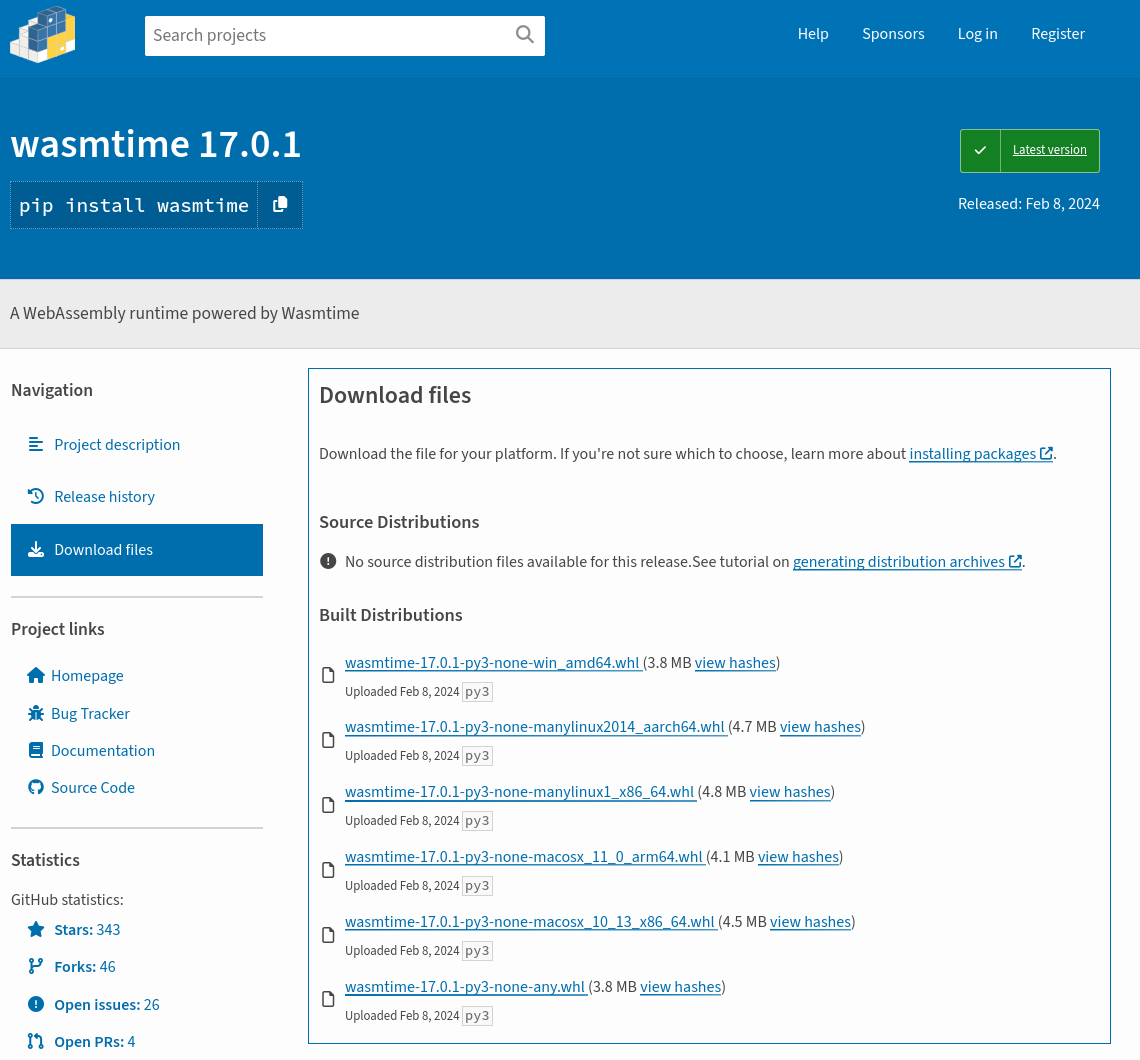 Search projects
Help
Sponsors
Log in
Register
wasmtime 17.0.1
pip install wasmtime
Latest version
Released: Feb 8, 2024
A WebAssembly runtime powered by Wasmtime
Navigation
Project description
Release history
Download files
Project links
Homepage
Bug Tracker
Documentation
Source Code
Statistics
GitHub statistics:
Stars: 343
Forks: 46
Open issues: 26
Open PRs: 4
Download files
Download the file for your platform. If you're not sure which to choose, learn more about installing packages.
Source Distributions
No source distribution files available for this release.See tutorial on generating distribution archives.
Built Distributions
wasmtime-17.0.1-py3-none-win_amd64.whl (3.8 MB view hashes)
Uploaded Feb 8, 2024 py3
wasmtime-17.0.1-py3-none-manylinux2014_aarch64.whl (4.7 MB view hashes)
Uploaded Feb 8, 2024 py3
wasmtime-17.0.1-py3-none-manylinux1_x86_64.whl (4.8 MB view hashes)
Uploaded Feb 8, 2024 py3
wasmtime-17.0.1-py3-none-macosx_11_0_arm64.whl (4.1 MB view hashes)
Uploaded Feb 8, 2024 py3
wasmtime-17.0.1-py3-none-macosx_10_13_x86_64.whl (4.5 MB view hashes)
Uploaded Feb 8, 2024 py3
wasmtime-17.0.1-py3-none-any.whl (3.8 MB view hashes)
Uploaded Feb 8, 2024 py3